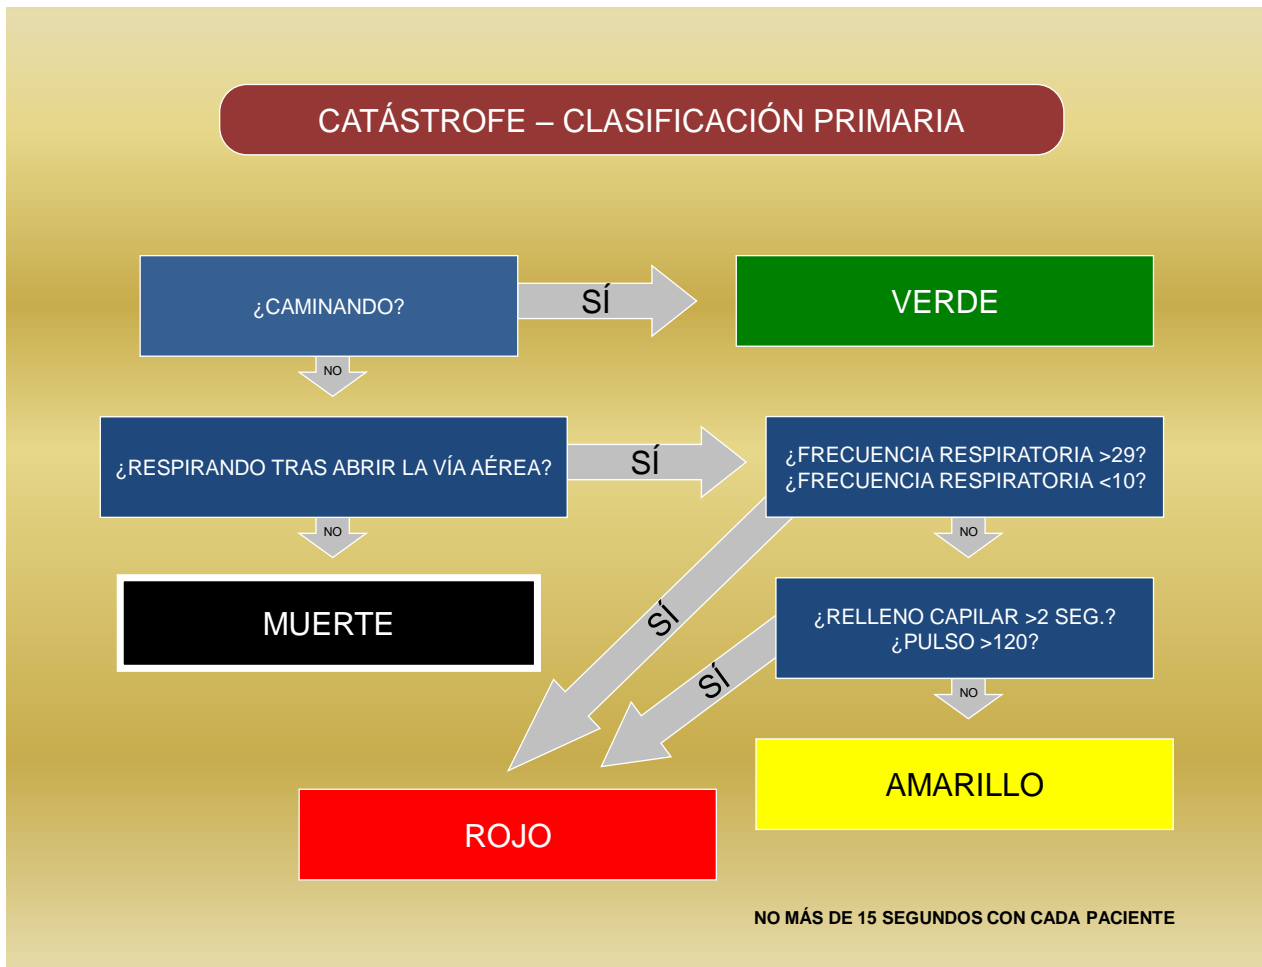 CATÁSTROFE – CLASIFICACIÓN PRIMARIA
¿CAMINANDO?
SÍ
VERDE
NO
¿RESPIRANDO TRAS ABRIR LA VÍA AÉREA?
SÍ
¿FRECUENCIA RESPIRATORIA >29?
¿FRECUENCIA RESPIRATORIA <10?
NO
NO
MUERTE
SÍ
¿RELLENO CAPILAR >2 SEG.?
¿PULSO >120?
SÍ
NO
AMARILLO
ROJO
NO MÁS DE 15 SEGUNDOS CON CADA PACIENTE